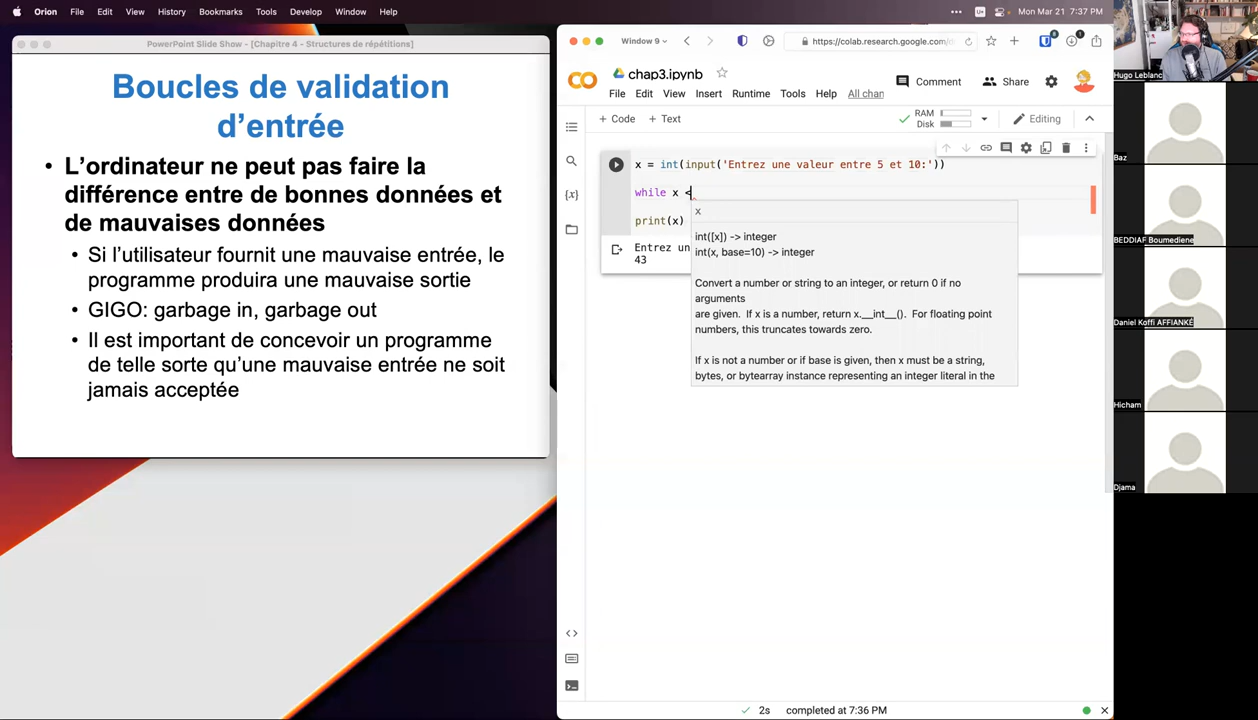 Orion File Edit View History Bookmarks Tools Develop Window Help
Mon Mar 21 7:37 PM
PowerPoint Slide Show - [Chapitre 4 - Structures de répétitions]
Boucles de validation
d’entrée
• L’ordinateur ne peut pas faire la
différence entre de bonnes données et
de mauvaises données
• Si l’utilisateur fournit une mauvaise entrée, le
programme produira une mauvaise sortie
• GIGO: garbage in, garbage out
• Il est important de concevoir un programme
de telle sorte qu’une mauvaise entrée ne soit
jamais acceptée
Window 9
https://colab.research.google.com/
chap3.ipynb
Comment
Share
File Edit View Insert Runtime Tools Help All chan
+ Code + Text
RAM
Disk
Editing
x = int(input('Entrez une valeur entre 5 et 10:'))
while x <
print(x)
Entrez un
43
x
int([x]) -> integer
int(x, base=10) -> integer
Convert a number or string to an integer, or return 0 if no
arguments
are given. If x is a number, return x.__int__(). For floating point
numbers, this truncates towards zero.
If x is not a number or if base is given, then x must be a string,
bytes, or bytearray instance representing an integer literal in the
2s completed at 7:36 PM
Hugo Leblanc
Baz
BEDDIAF Boumediene
Daniel Koffi AFFIANKÉ
Hicham
Djama